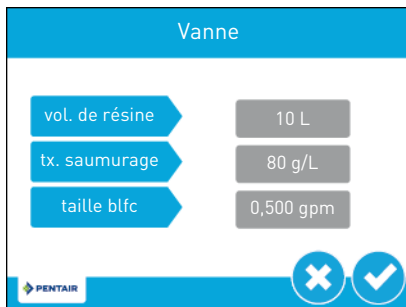 Vanne
vol. de résine
10 L
tx. saumurage
80 g/L
taille blfc
0,500 gpm
PENTAIR